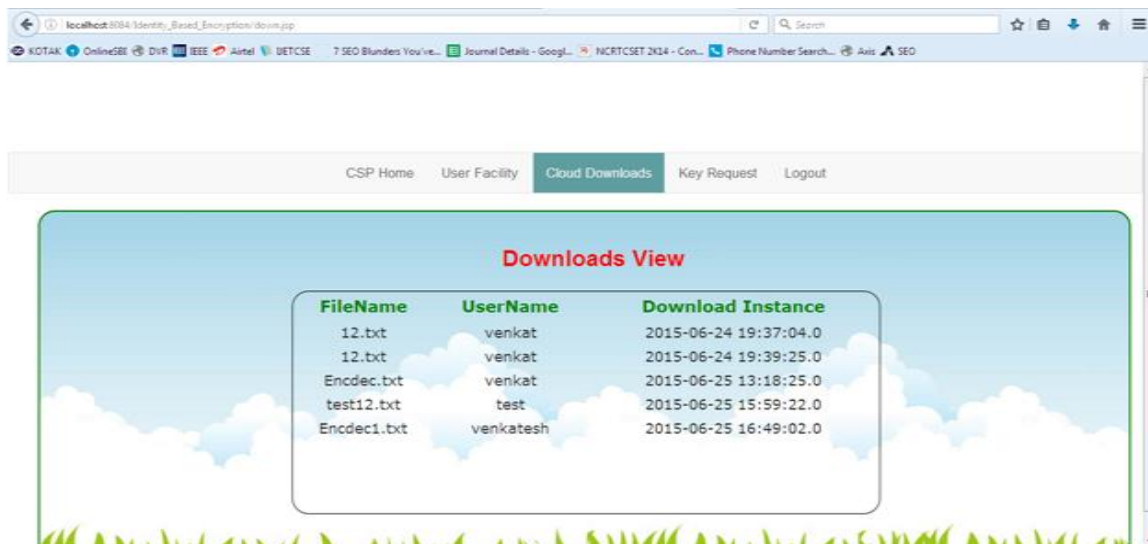 localhost:8084/Identity_Based_Encryption/down.jsp
Search
KOTAK OnlineSBI DVR IEEE Airtel IJETCSE 7 SEO Blunders You've... Journal Details - Googl... NCRTCSET 2K14 - Con... Phone Number Search... Axis SEO
CSP Home User Facility Cloud Downloads Key Request Logout
Downloads View
FileName UserName Download Instance
12.txt venkat 2015-06-24 19:37:04.0
12.txt venkat 2015-06-24 19:39:25.0
Encdec.txt venkat 2015-06-25 13:18:25.0
test12.txt test 2015-06-25 15:59:22.0
Encdec1.txt venkatesh 2015-06-25 16:49:02.0